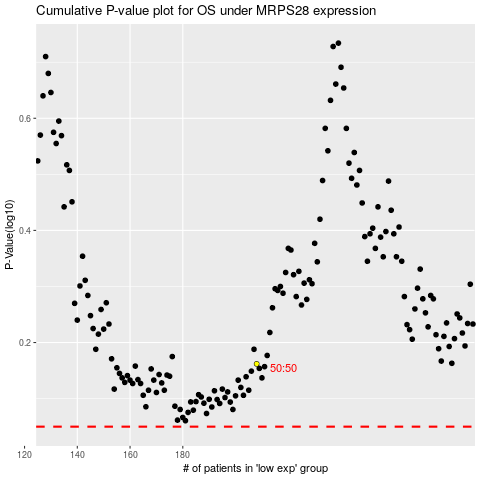 Cumulative P-value plot for OS under MRPS28 expression
P-Value(log10)
0.6
0.4
0.2
50:50
120 140 160 180
# of patients in 'low exp' group